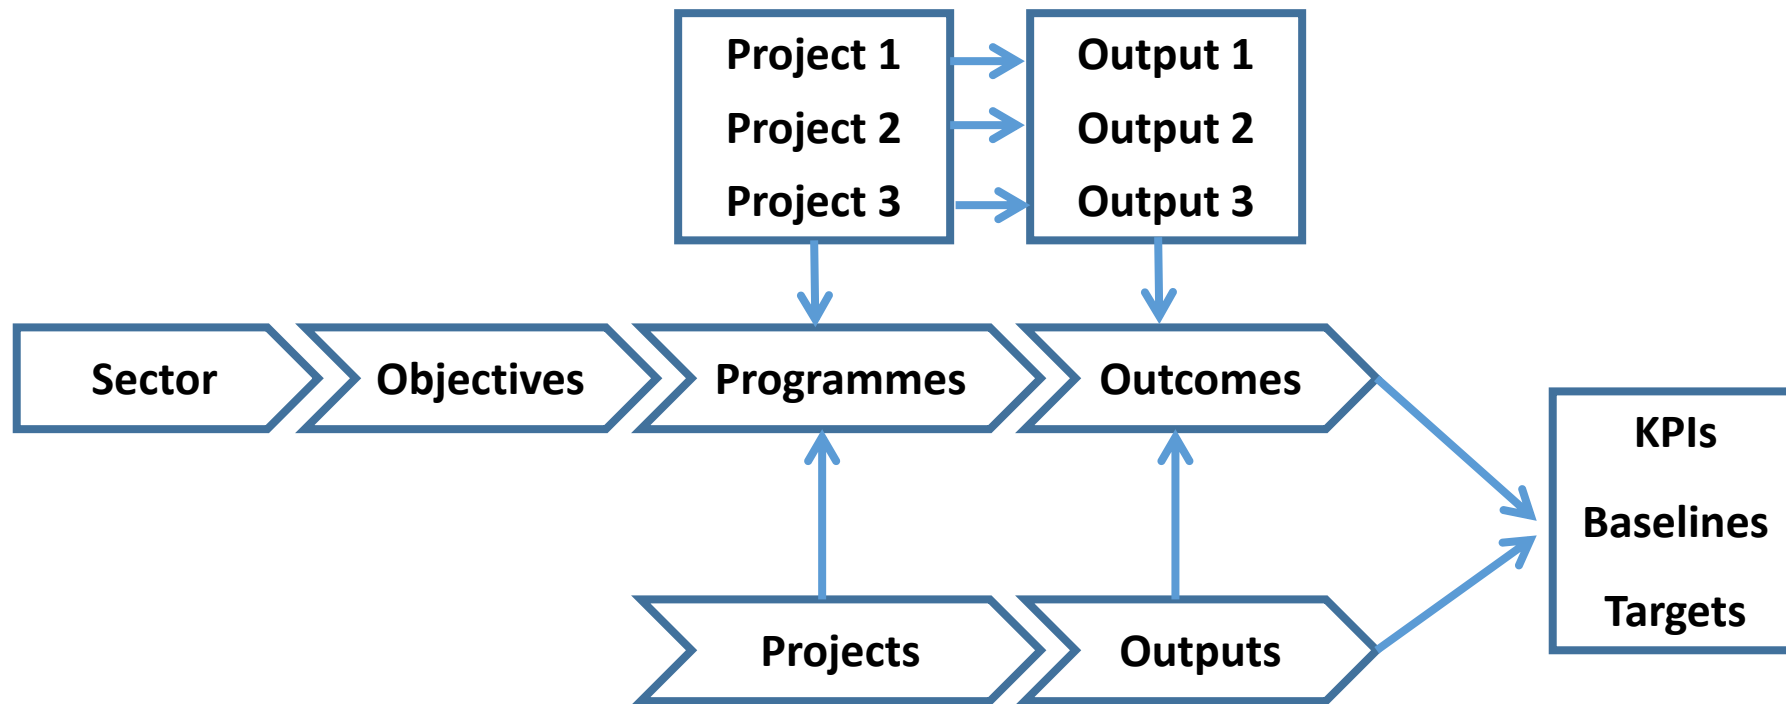 Project 1
Project 2
Project 3
Output 1
Output 2
Output 3
Sector
Objectives
Programmes
Outcomes
KPIs
Baselines
Targets
Projects
Outputs